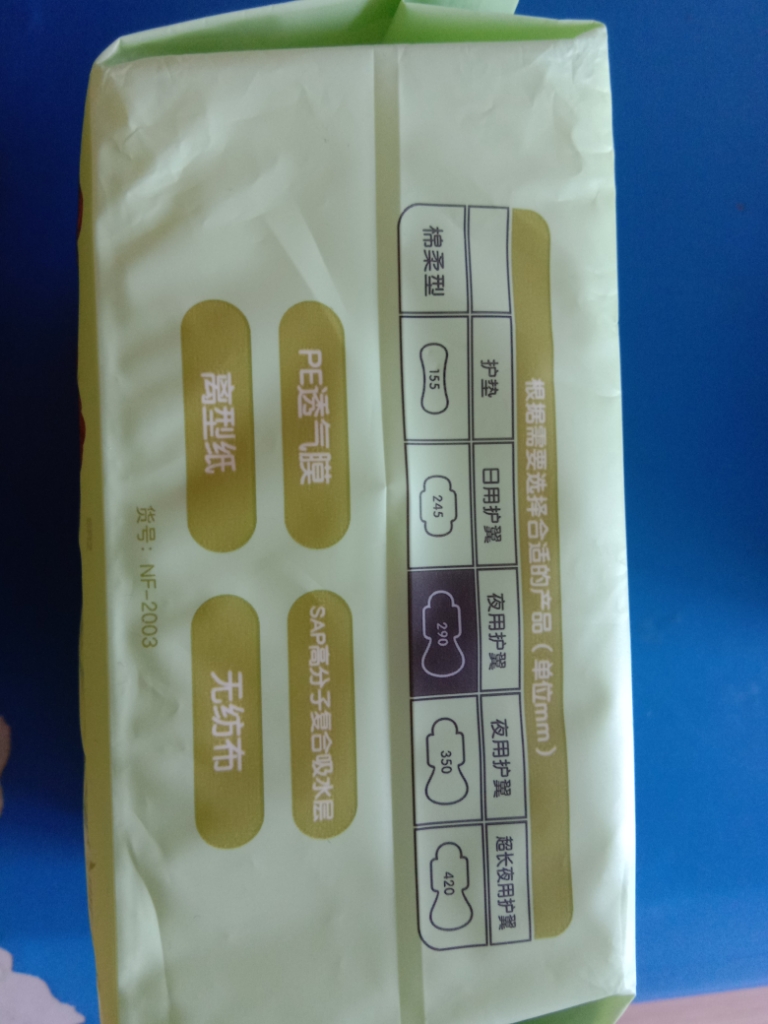 根据需要选择合适的产品（单位mm）
护垫 日用护翼 夜用护翼 夜用护翼 超长夜用护翼
棉柔型 155 245 290 350 420
PE透气膜 SAP高分子复合吸水层
离型纸 无纺布
货号：NF-2003